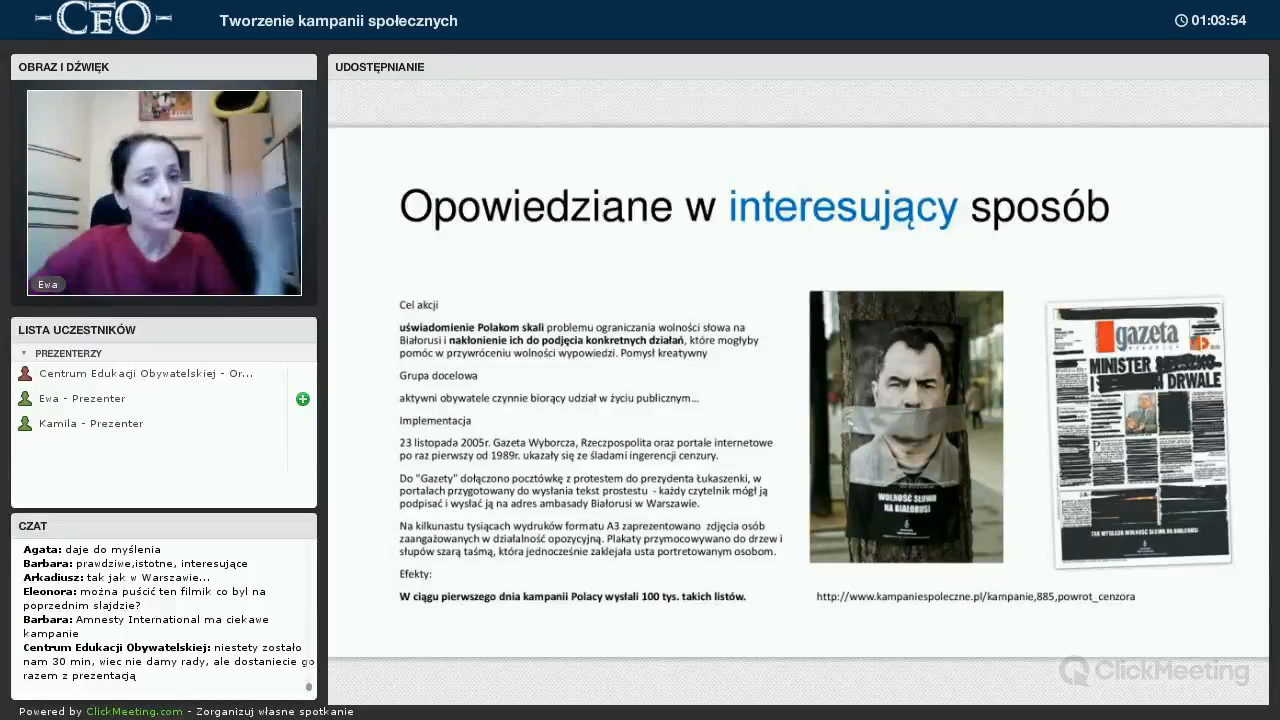 CEO
Tworzenie kampanii społecznych
01:03:54
OBRAZ I DŹWIĘK
Ewa
LISTA UCZESTNIKÓW
PREZENTERZY
Centrum Edukacji Obywatelskiej - Or...
Ewa - Prezenter
Kamila - Prezenter
CZAT
Agata: daje do myślenia
Barbara: prawdziwe,istotne, interesujące
Arkadiusz: tak jak w Warszawie...
Eleonora: można puścić ten filmik co byl na
poprzednim slajdzie?
Barbara: Amnesty International ma ciekawe
kampanie
Centrum Edukacji Obywatelskiej: niestety zostało
nam 30 min, wiec nie damy rady, ale dostaniecie go
razem z prezentacją
Powered by ClickMeeting.com - Zorganizuj własne spotkanie
UDOSTĘPNIANIE
Opowiedziane w interesujący sposób
Cel akcji
uświadomienie Polakom skali problemu ograniczania wolności słowa na
Białorusi i nakłonienie ich do podjęcia konkretnych działań, które mogłyby
pomóc w przywróceniu wolności wypowiedzi. Pomysł kreatywny
Grupa docelowa
aktywni obywatele czynnie biorący udział w życiu publicznym...
Implementacja
23 listopada 2005r. Gazeta Wyborcza, Rzeczpospolita oraz portale internetowe
po raz pierwszy od 1989r. ukazały się ze śladami ingerencji cenzury.
Do "Gazety" dołączono pocztówkę z protestem do prezydenta Łukaszenki, w
portalach przygotowany do wysłania tekst prostestu - każdy czytelnik mógł ją
podpisać i wysłać ją na adres ambasady Białorusi w Warszawie.
Na kilkunastu tysiącach wydruków formatu A3 zaprezentowano zdjęcia osób
zaangażowanych w działalność opozycyjną. Plakaty przymocowywano do drzew i
słupów szarą taśmą, która jednocześnie zaklejała usta portretowanym osobom.
Efekty:
W ciągu pierwszego dnia kampanii Polacy wysłali 100 tys. takich listów.
WOLNOŚĆ SŁOWA
NA BIAŁORUSI
gazeta
MINISTER
I DRWALE
TAK WYGLĄDA WOLNOŚĆ SŁOWA NA BIAŁORUSI
http://www.kampaniespoleczne.pl/kampanie,885,powrot_cenzora
ClickMeeting